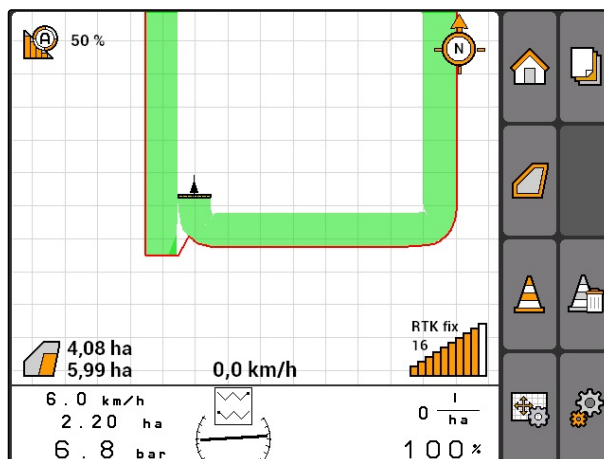 A
50 %
N
RTK fix
16
4,08 ha
5,99 ha
0,0 km/h
6.0 km/h
2.20 ha
6.8 bar
0 l/ha
100%